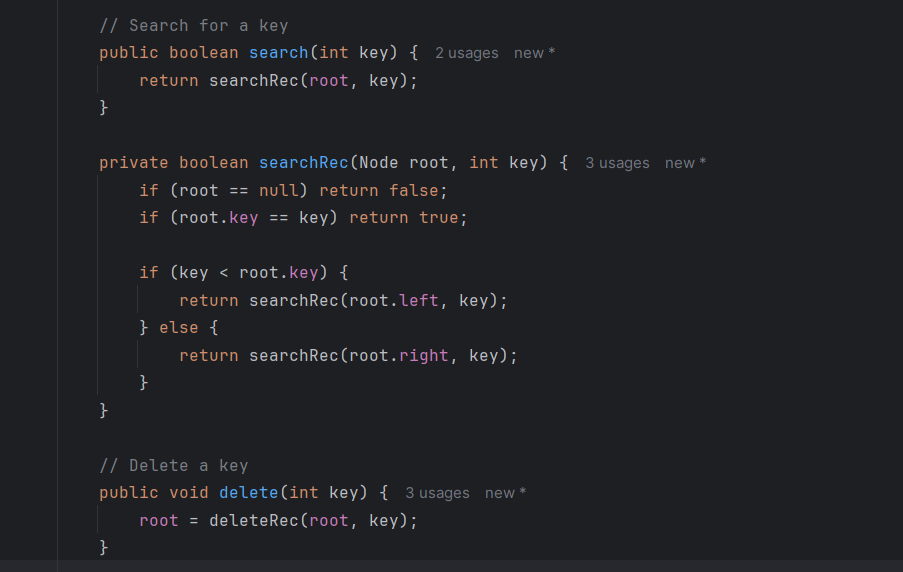 // Search for a key
public boolean search(int key) { 2 usages new *
return searchRec(root, key);
}
private boolean searchRec(Node root, int key) { 3 usages new *
if (root == null) return false;
if (root.key == key) return true;
if (key < root.key) {
return searchRec(root.left, key);
} else {
return searchRec(root.right, key);
}
}
// Delete a key
public void delete(int key) { 3 usages new *
root = deleteRec(root, key);
}